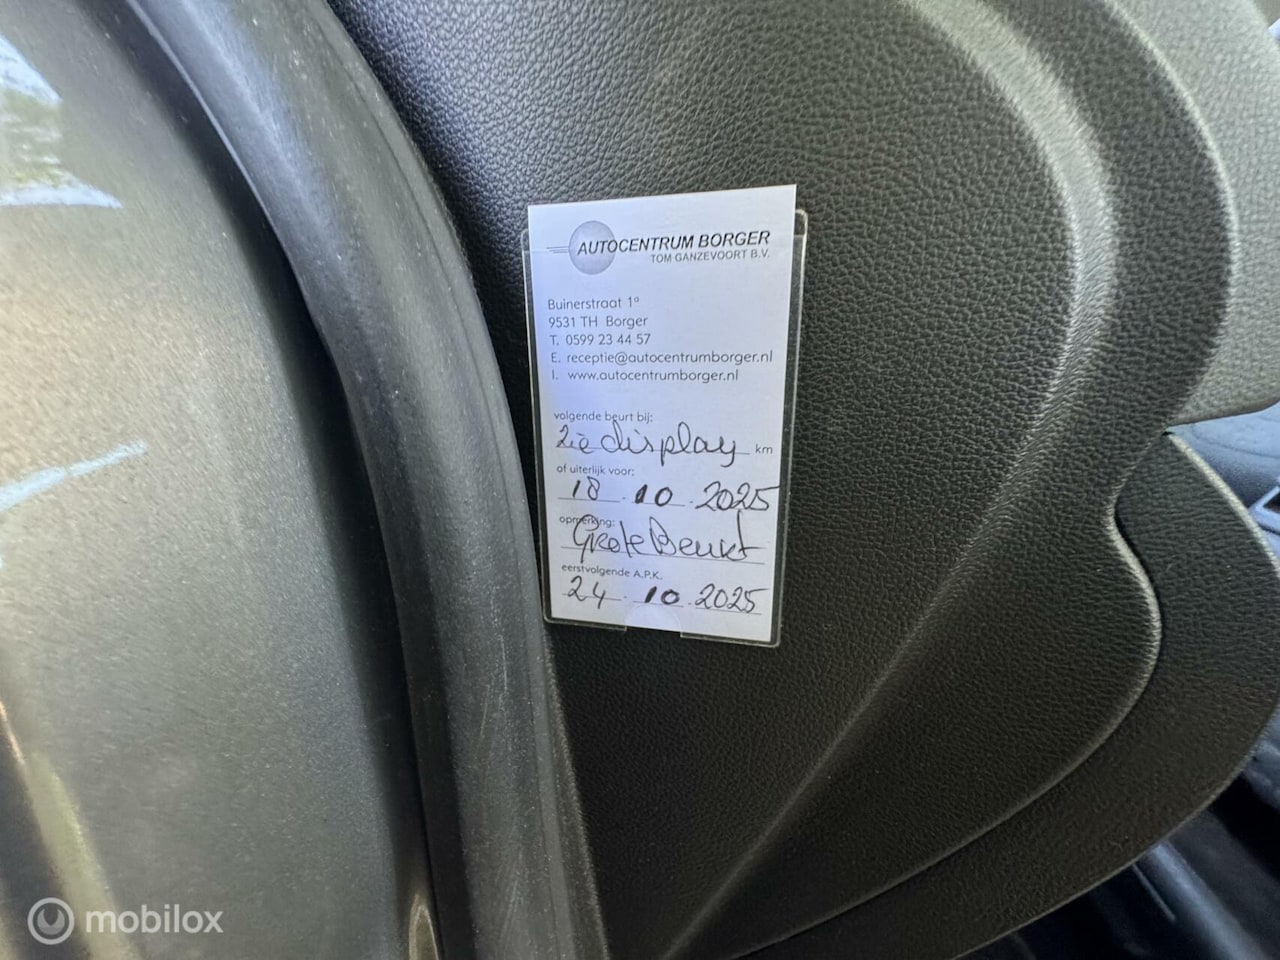 AUTOCENTRUM BORGER
TOM GANZEVOORT B.V.
Buinerstraat 1ᵃ
9531 TH Borger
T. 0599 23 44 57
E. receptie@autocentrumborger.nl
I. www.autocentrumborger.nl
volgende beurt bij:
zie display km
of uiterlijk voor:
18 . 10 . 2025
opmerking:
Grote Beurt
eerstvolgende A.P.K.
24 . 10 . 2025
mobilox